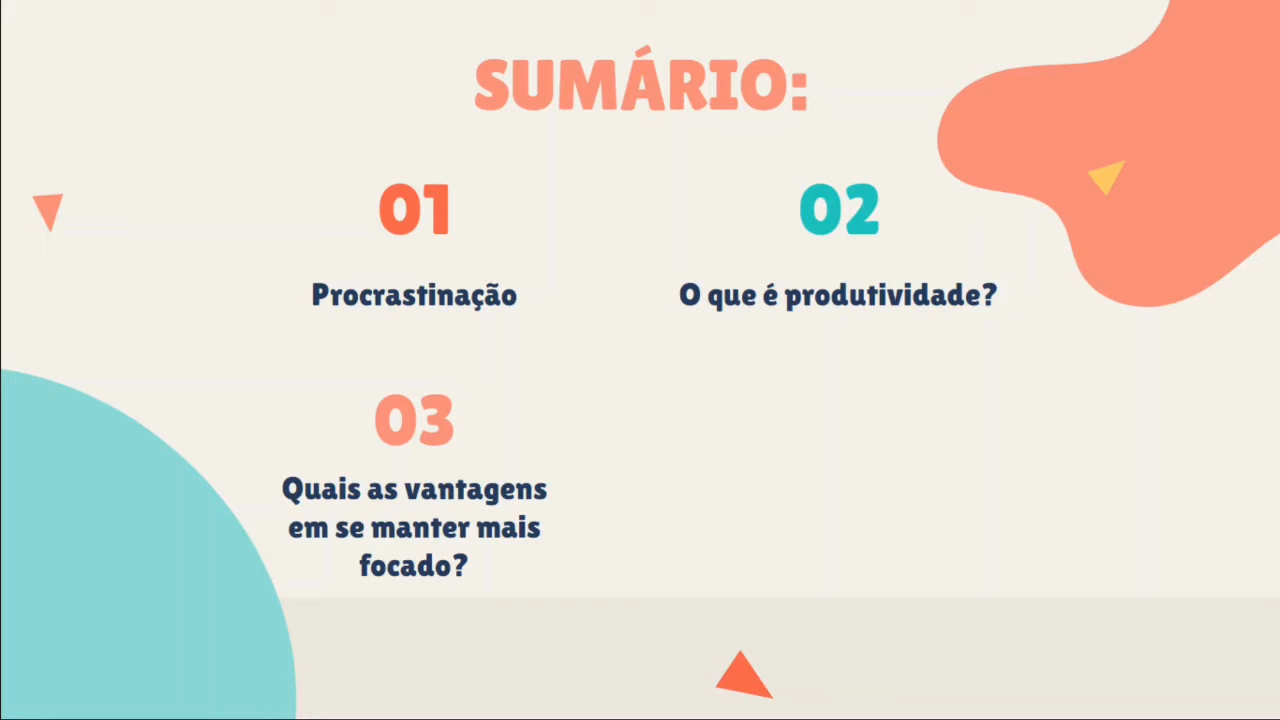 SUMÁRIO:
01
Procrastinação
02
O que é produtividade?
03
Quais as vantagens
em se manter mais
focado?